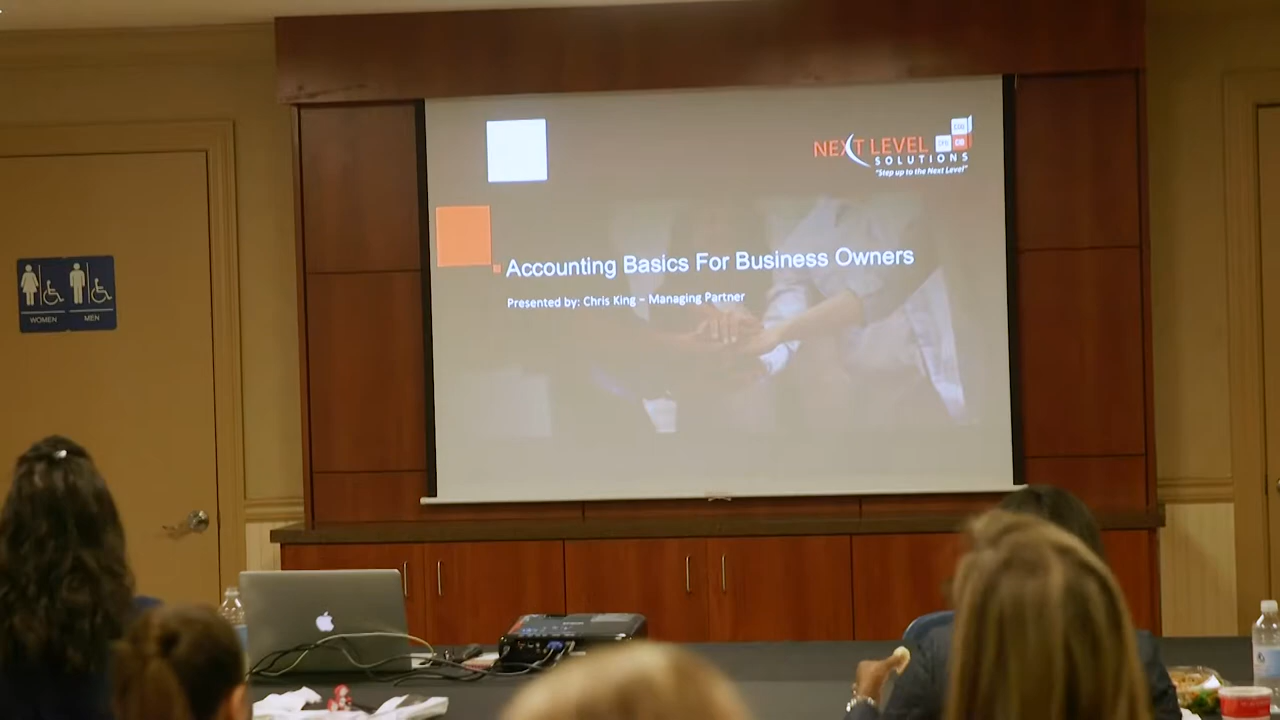 NEXT LEVEL
SOLUTIONS
"Step up to the Next Level"
Accounting Basics For Business Owners
Presented by: Chris King – Managing Partner
WOMEN
MEN